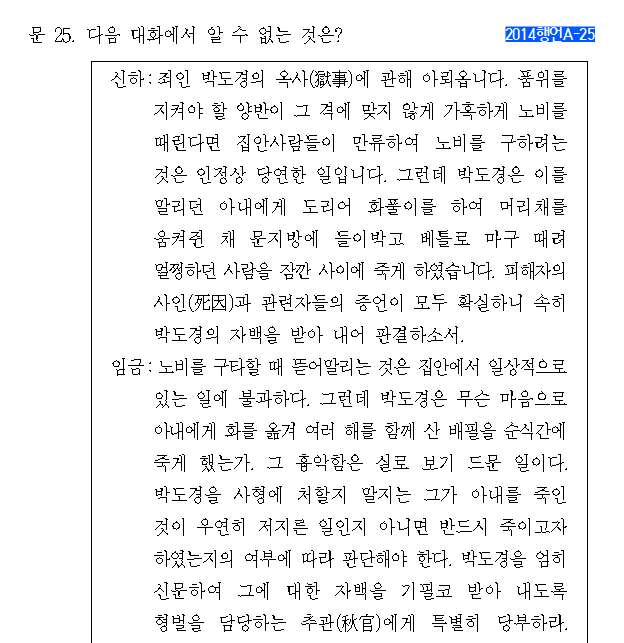 문 25. 다음 대화에서 알 수 없는 것은?
2014행언A-25
신하 : 죄인 박도경의 옥사(獄事)에 관해 아뢰옵니다. 품위를
지켜야 할 양반이 그 격에 맞지 않게 가혹하게 노비를
때린다면 집안사람들이 만류하여 노비를 구하려는
것은 인정상 당연한 일입니다. 그런데 박도경은 이를
말리던 아내에게 도리어 화풀이를 하여 머리채를
움켜쥔 채 문지방에 들이박고 베틀로 마구 때려
멀쩡하던 사람을 잠깐 사이에 죽게 하였습니다. 피해자의
사인(死因)과 관련자들의 증언이 모두 확실하니 속히
박도경의 자백을 받아 내어 판결하소서.
임금 : 노비를 구타할 때 뜯어말리는 것은 집안에서 일상적으로
있는 일에 불과하다. 그런데 박도경은 무슨 마음으로
아내에게 화를 옮겨 여러 해를 함께 산 배필을 순식간에
죽게 했는가. 그 흉악함은 실로 보기 드문 일이다.
박도경을 사형에 처할지 말지는 그가 아내를 죽인
것이 우연히 저지른 일인지 아니면 반드시 죽이고자
하였는지의 여부에 따라 판단해야 한다. 박도경을 엄히
신문하여 그에 대한 자백을 기필코 받아 내도록
형벌을 담당하는 추관(秋官)에게 특별히 당부하라.